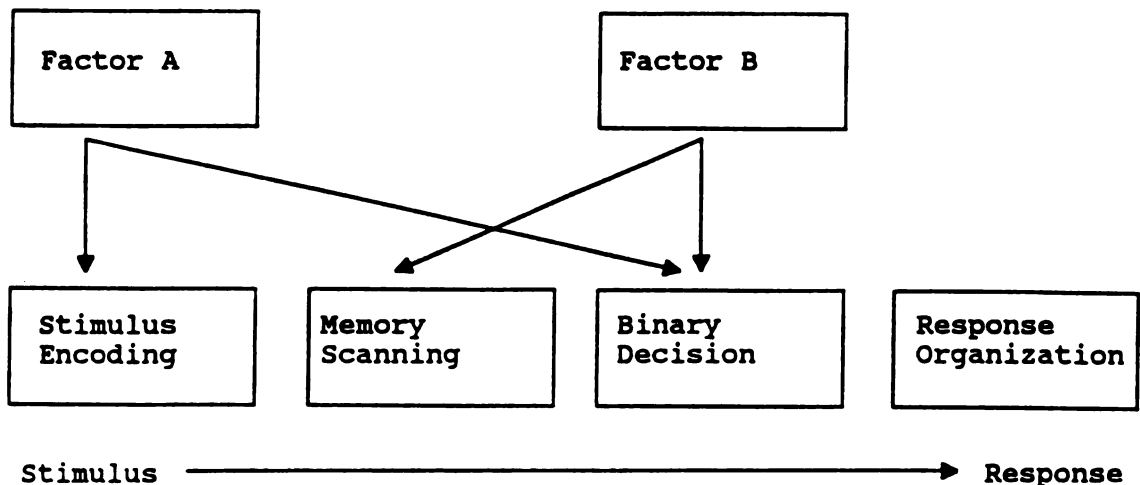 Factor A
Factor B
Stimulus
Encoding
Memory
Scanning
Binary
Decision
Response
Organization
Stimulus
Response